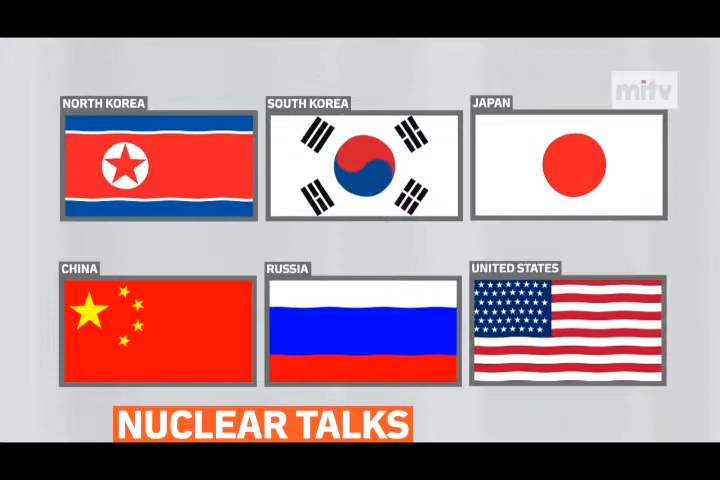 mitv
NORTH KOREA
SOUTH KOREA
JAPAN
CHINA
RUSSIA
UNITED STATES
NUCLEAR TALKS